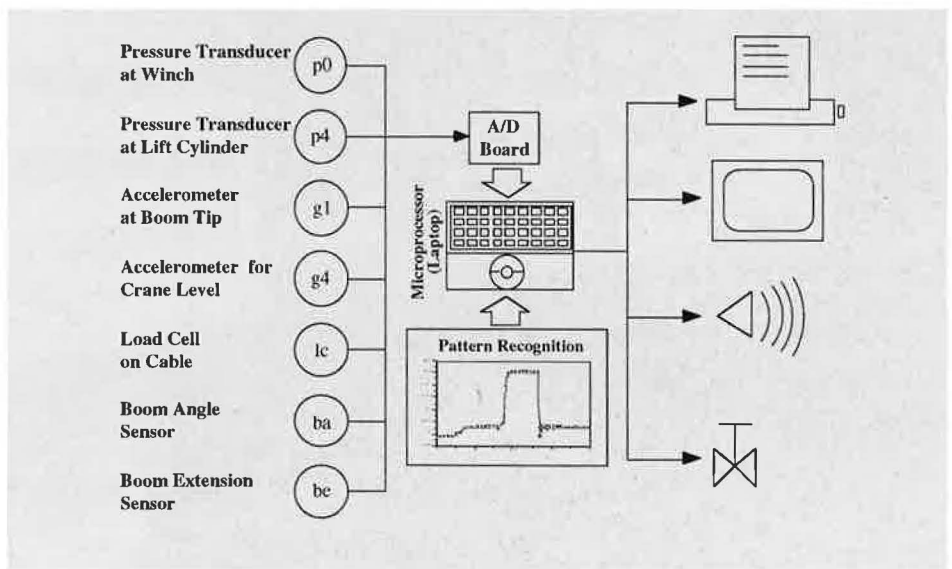 Pressure Transducer
at Winch
p0
Pressure Transducer
at Lift Cylinder
p4
Accelerometer
at Boom Tip
g1
Accelerometer for
Crane Level
g4
Load Cell
on Cable
lc
Boom Angle
Sensor
ba
Boom Extension
Sensor
be
A/D
Board
Microprocessor
(Laptop)
Pattern Recognition